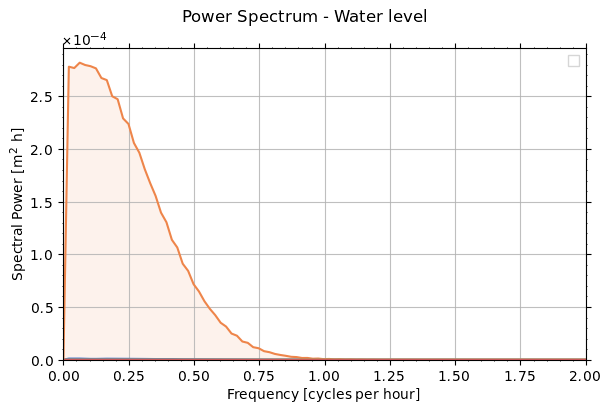 Power Spectrum - Water level
×10⁻⁴
Spectral Power [m² h]
2.5
2.0
1.5
1.0
0.5
0.0
0.00 0.25 0.50 0.75 1.00 1.25 1.50 1.75 2.00
Frequency [cycles per hour]